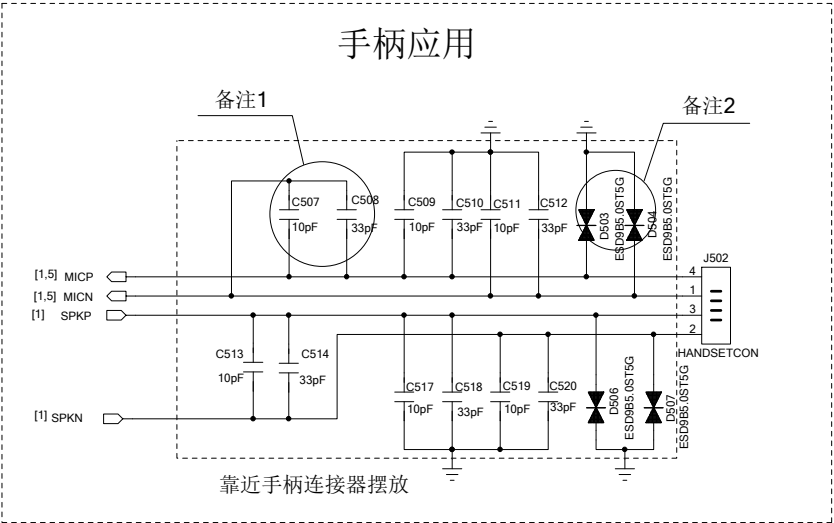 手柄应用
备注1
备注2
C507
10pF
C508
33pF
C509
10pF
C510
33pF
C511
10pF
C512
33pF
D503
ESD9B5.0ST5G
D504
ESD9B5.0ST5G
J502
[1,5] MICP
4
[1,5] MICN
1
[1] SPKP
3
2
HANDSETCON
C513
10pF
C514
33pF
C517
10pF
C518
33pF
C519
10pF
C520
33pF
D506
ESD9B5.0ST5G
D507
ESD9B5.0ST5G
[1] SPKN
靠近手柄连接器摆放